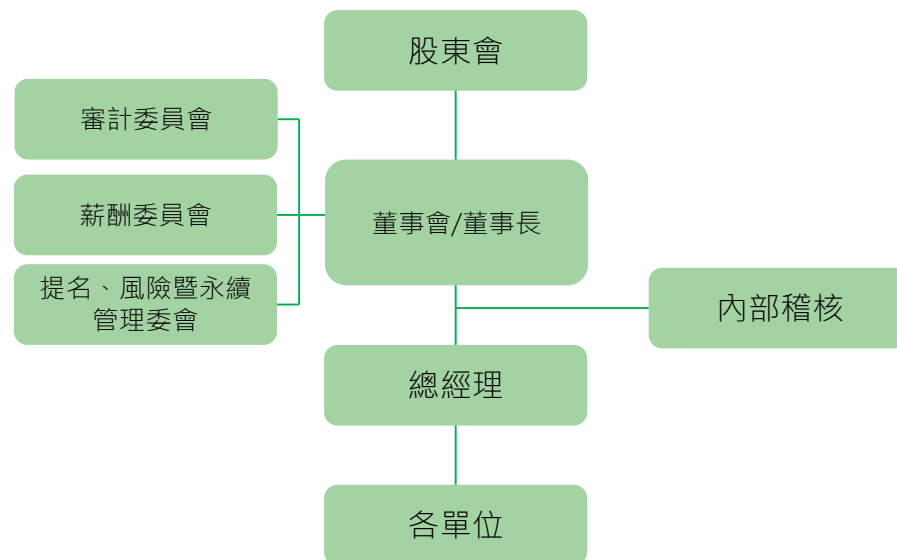 股東會
審計委員會
薪酬委員會
董事會/董事長
提名、風險暨永續
管理委會
內部稽核
總經理
各單位